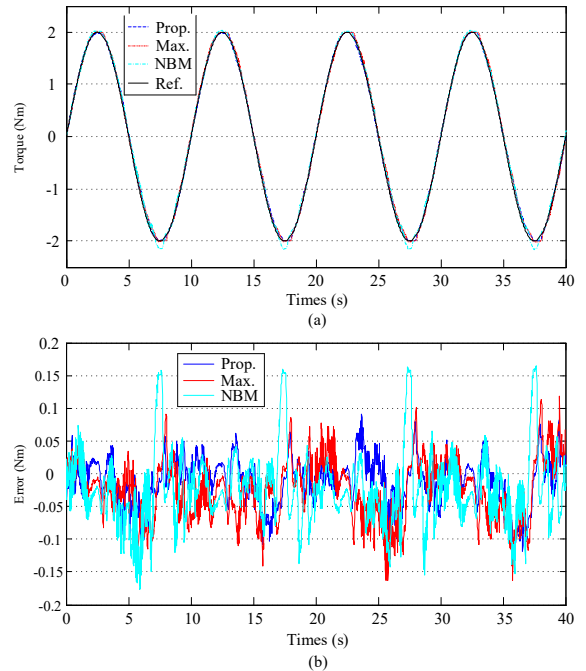 Prop.
Max.
NBM
Ref.
Torque (Nm)
2
1
0
-1
-2
0 5 10 15 20 25 30 35 40
Times (s)
(a)
Prop.
Max.
NBM
Error (Nm)
0.2
0.15
0.1
0.05
0
-0.05
-0.1
-0.15
-0.2
0 5 10 15 20 25 30 35 40
Times (s)
(b)